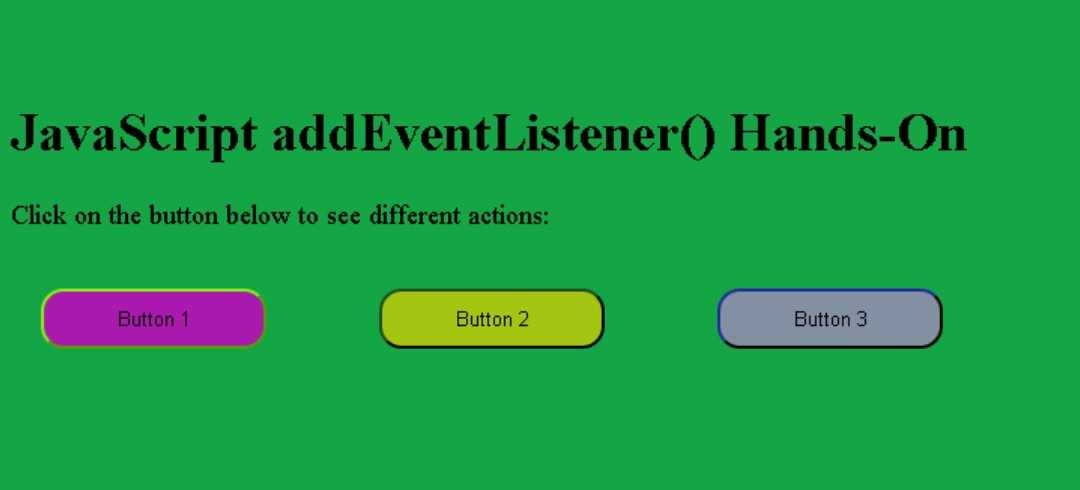 JavaScript addEventListener() Hands-On
Click on the button below to see different actions:
Button 1 Button 2 Button 3